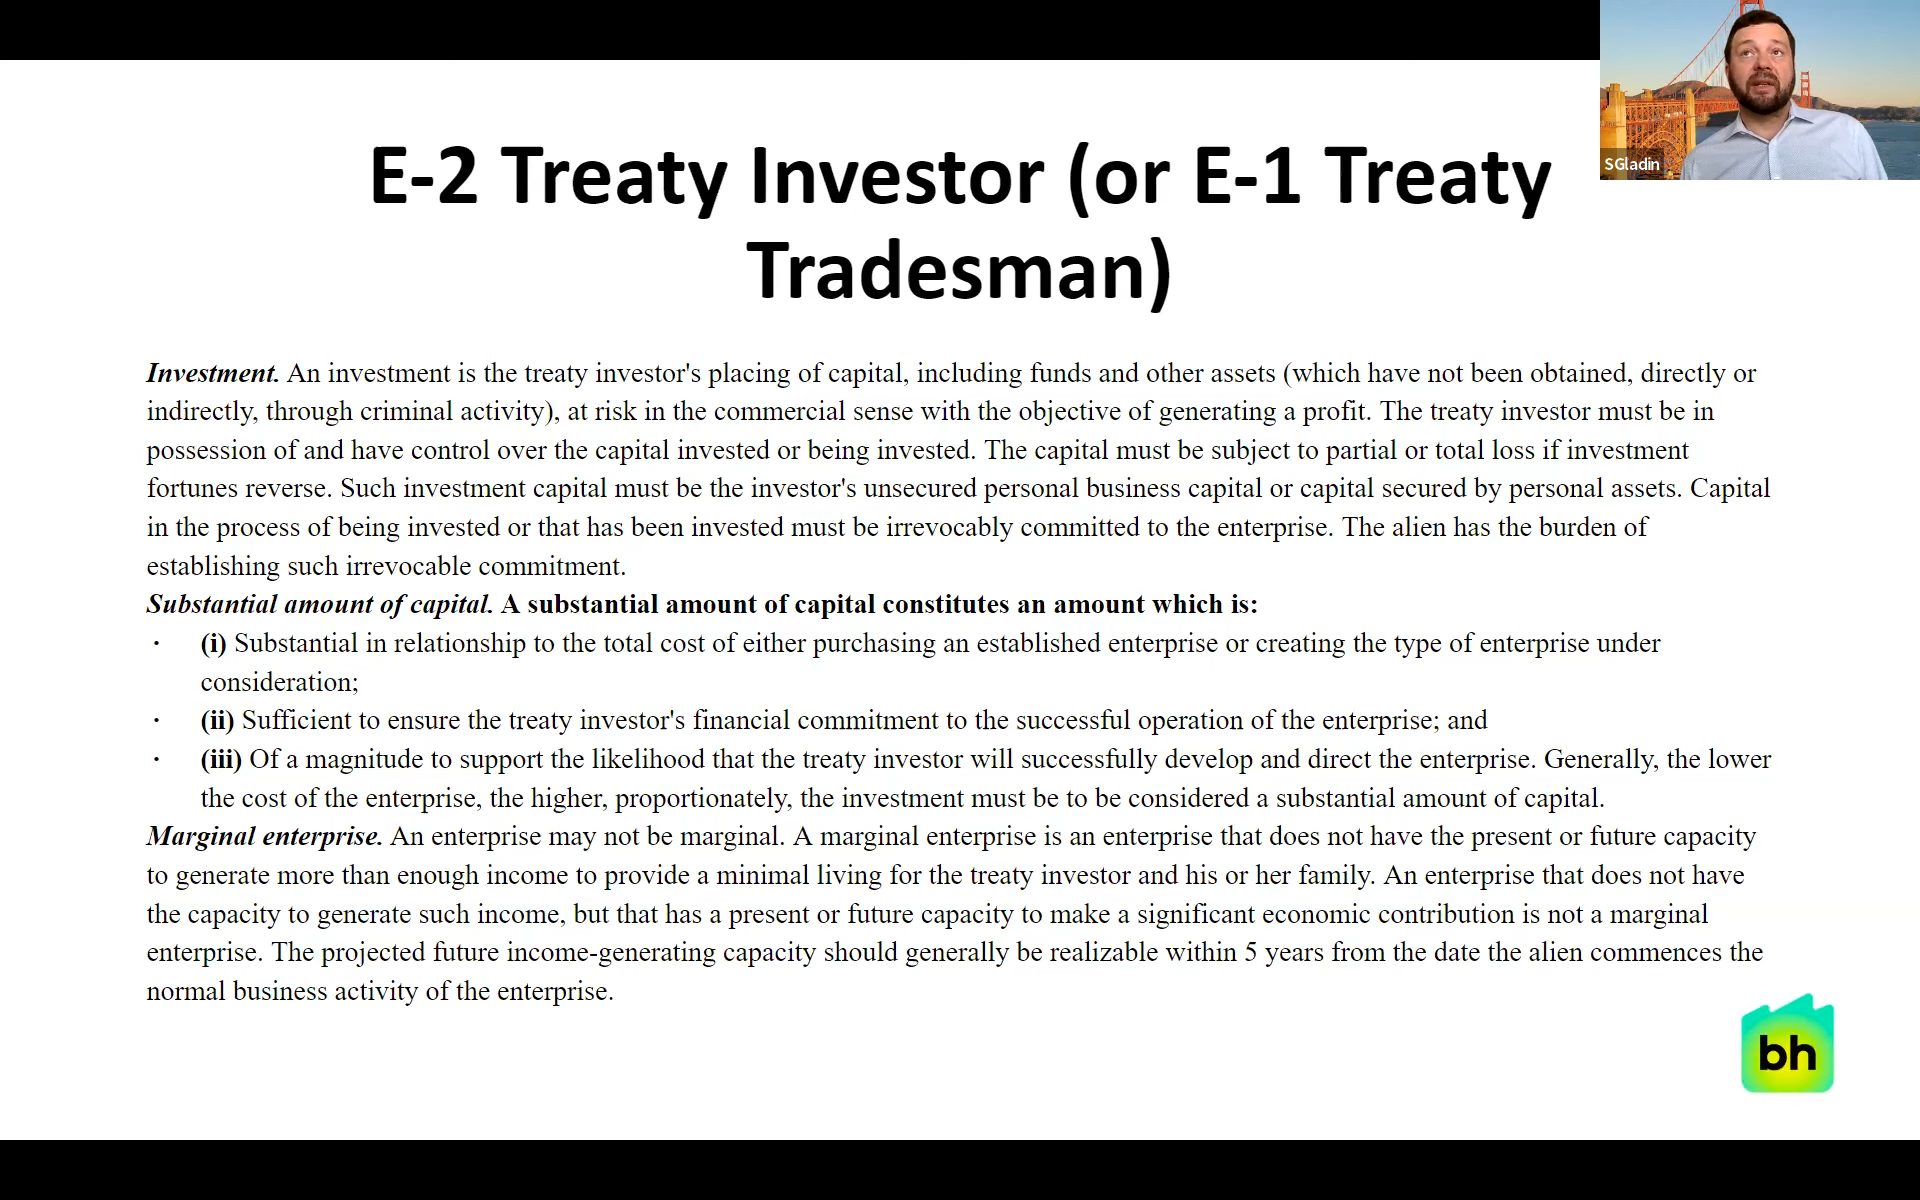 SGladin
E-2 Treaty Investor (or E-1 Treaty
Tradesman)
Investment. An investment is the treaty investor's placing of capital, including funds and other assets (which have not been obtained, directly or
indirectly, through criminal activity), at risk in the commercial sense with the objective of generating a profit. The treaty investor must be in
possession of and have control over the capital invested or being invested. The capital must be subject to partial or total loss if investment
fortunes reverse. Such investment capital must be the investor's unsecured personal business capital or capital secured by personal assets. Capital
in the process of being invested or that has been invested must be irrevocably committed to the enterprise. The alien has the burden of
establishing such irrevocable commitment.
Substantial amount of capital. A substantial amount of capital constitutes an amount which is:
· (i) Substantial in relationship to the total cost of either purchasing an established enterprise or creating the type of enterprise under
consideration;
· (ii) Sufficient to ensure the treaty investor's financial commitment to the successful operation of the enterprise; and
· (iii) Of a magnitude to support the likelihood that the treaty investor will successfully develop and direct the enterprise. Generally, the lower
the cost of the enterprise, the higher, proportionately, the investment must be to be considered a substantial amount of capital.
Marginal enterprise. An enterprise may not be marginal. A marginal enterprise is an enterprise that does not have the present or future capacity
to generate more than enough income to provide a minimal living for the treaty investor and his or her family. An enterprise that does not have
the capacity to generate such income, but that has a present or future capacity to make a significant economic contribution is not a marginal
enterprise. The projected future income-generating capacity should generally be realizable within 5 years from the date the alien commences the
normal business activity of the enterprise.
bh